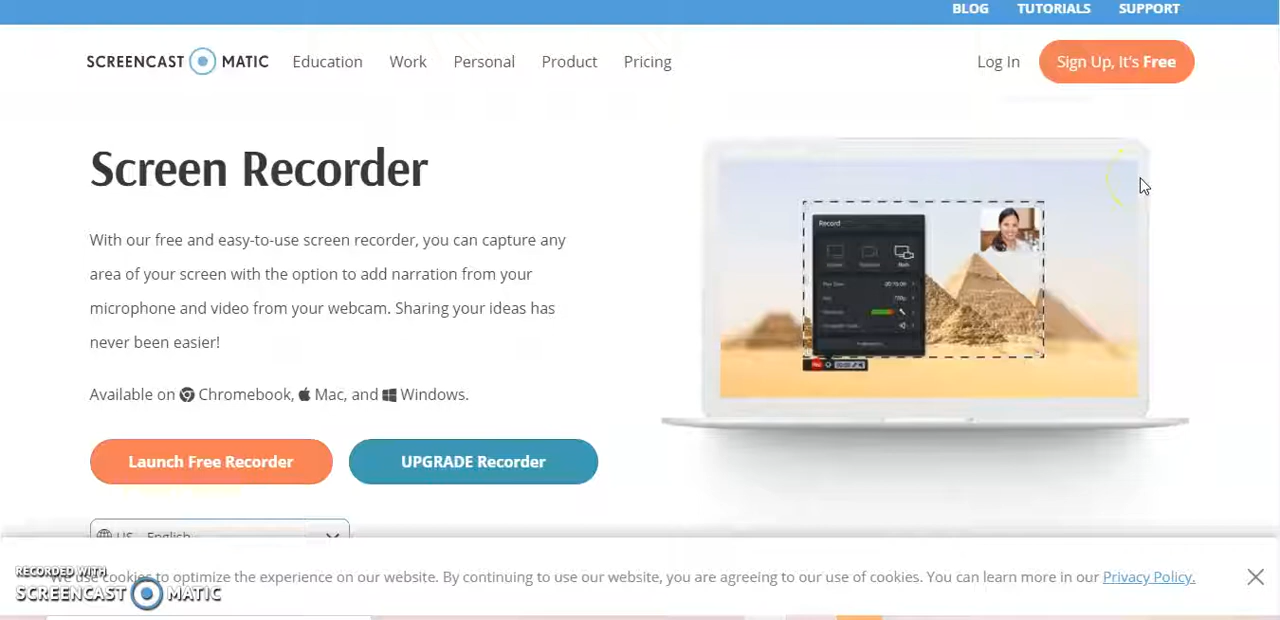 BLOG TUTORIALS SUPPORT
SCREENCAST MATIC Education Work Personal Product Pricing Log In Sign Up, It's Free
Screen Recorder
With our free and easy-to-use screen recorder, you can capture any
area of your screen with the option to add narration from your
microphone and video from your webcam. Sharing your ideas has
never been easier!
Available on Chromebook, Mac, and Windows.
Launch Free Recorder UPGRADE Recorder
US - English
Record
We use cookies to optimize the experience on our website. By continuing to use our website, you are agreeing to our use of cookies. You can learn more in our Privacy Policy.
RECORDED WITH
SCREENCAST MATIC